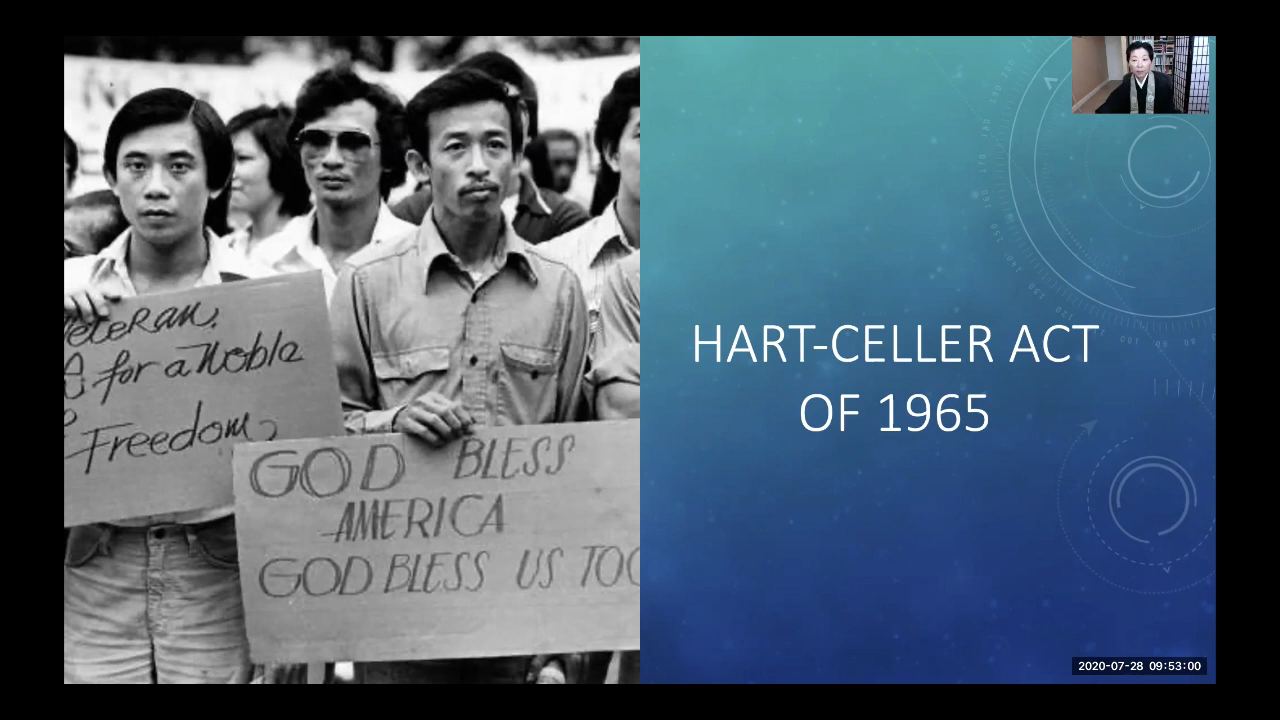 eteran.
for a Noble
Freedom
GOD BLESS
AMERICA
GOD BLESS US TOO
HART-CELLER ACT
OF 1965
2020-07-28 09:53:00